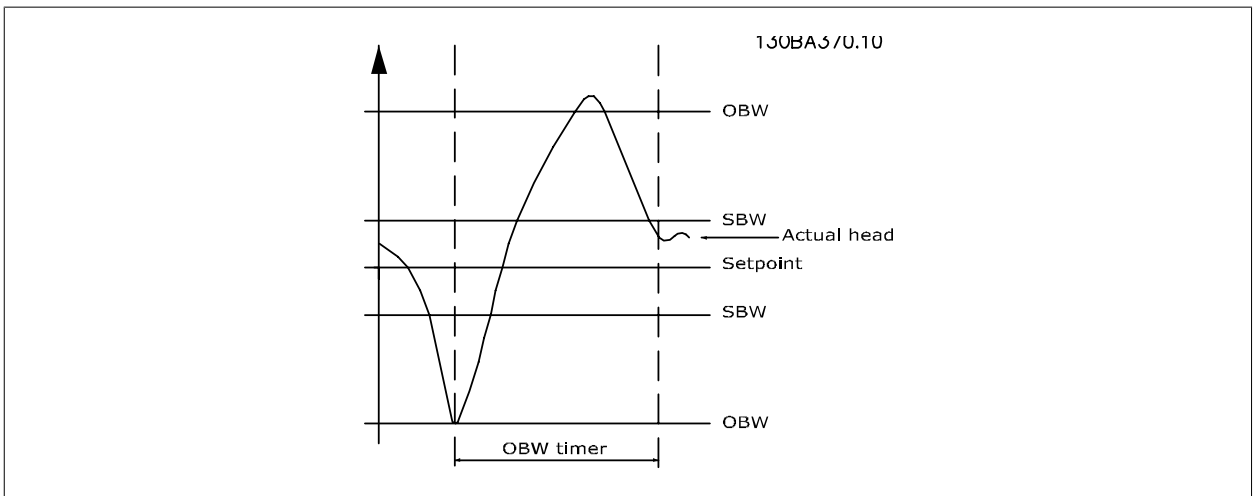 130BA370.10
OBW
SBW
Actual head
Setpoint
SBW
OBW
OBW timer